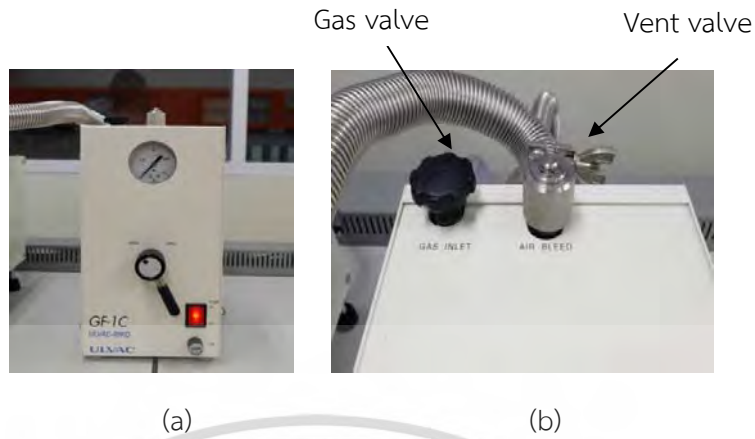 Gas valve
Vent valve
GAS INLET
AIR BLEED
GF-1C
ULVAC
(a)
(b)